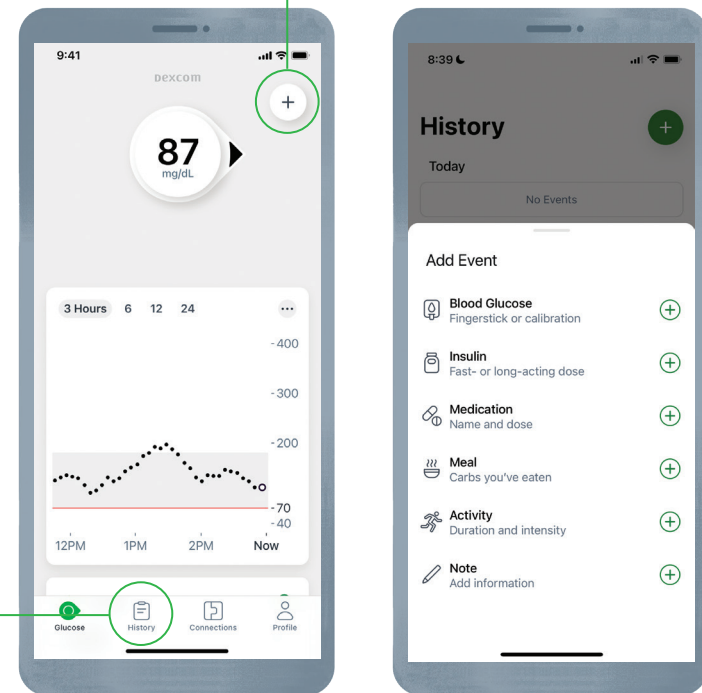 9:41
Dexcom
+
87
mg/dL
3 Hours 6 12 24
...
-400
-300
-200
-70
-40
12PM 1PM 2PM Now
Glucose History Connections Profile
8:39
History
+
Today
No Events
Add Event
Blood Glucose
Fingerstick or calibration
Insulin
Fast- or long-acting dose
Medication
Name and dose
Meal
Carbs you've eaten
Activity
Duration and intensity
Note
Add information